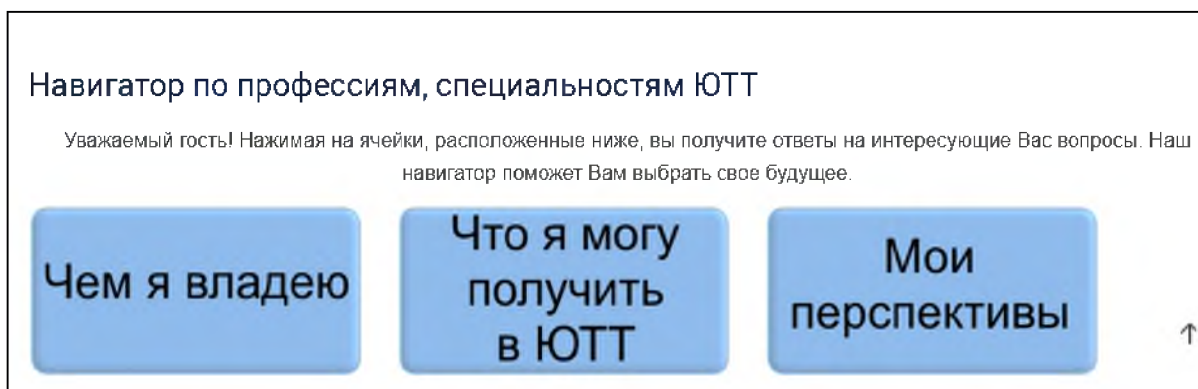 Навигатор по профессиям, специальностям ЮТТ
Уважаемый гость! Нажимая на ячейки, расположенные ниже, вы получите ответы на интересующие Вас вопросы. Наш
навигатор поможет Вам выбрать свое будущее.
Чем я владею
Что я могу
получить
в ЮТТ
Мои
перспективы